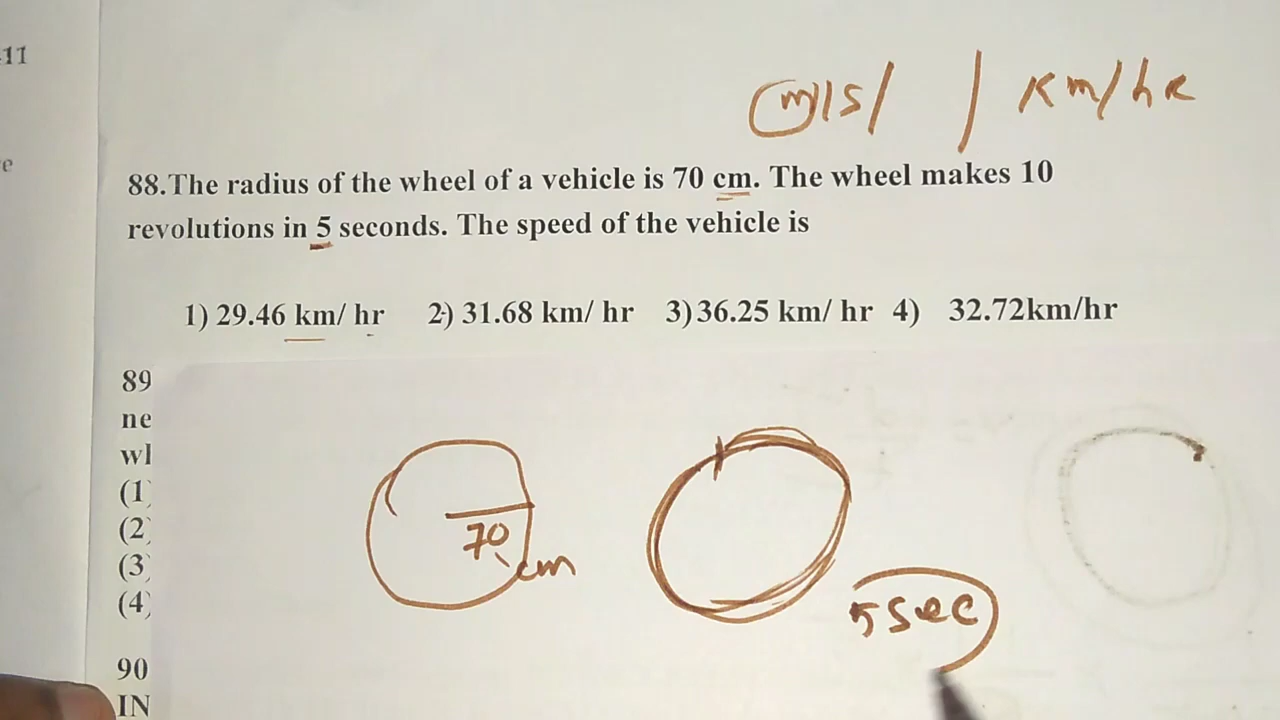 11
e
m/s/ / Km/hr
88.The radius of the wheel of a vehicle is 70 cm. The wheel makes 10
revolutions in 5 seconds. The speed of the vehicle is
1) 29.46 km/ hr 2) 31.68 km/ hr 3)36.25 km/ hr 4) 32.72km/hr
89
ne
wl
(1
(2
(3
(4
70 cm
5 sec
90
IN